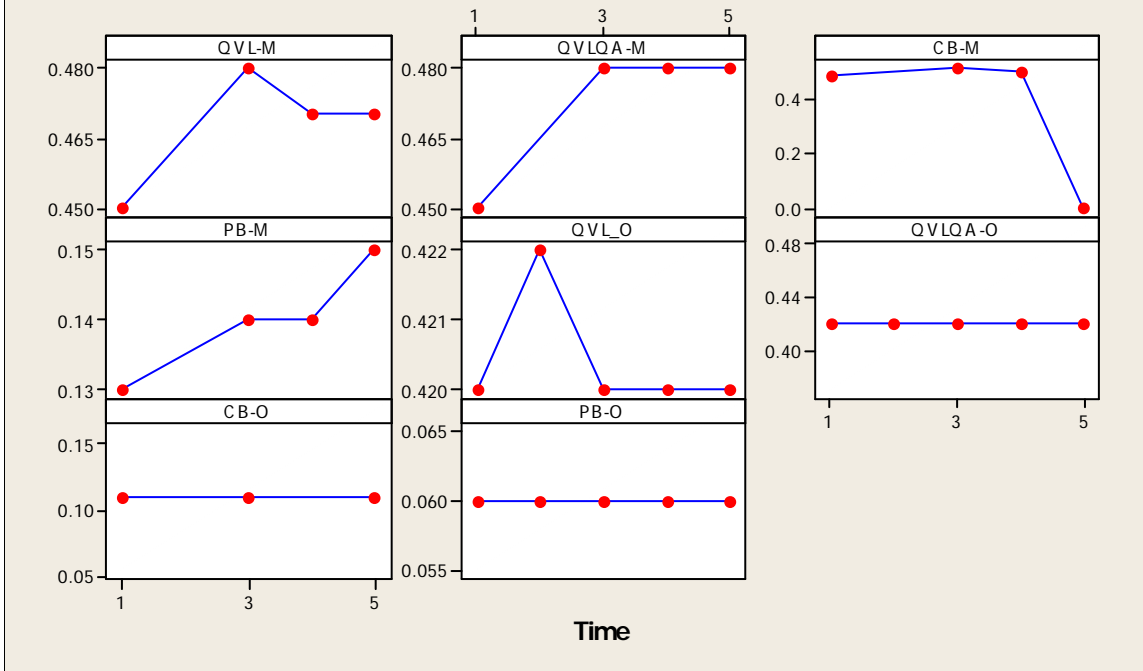 1 3 5
QVL-M QVLQA-M CB-M
0.480 0.480
0.4
0.465 0.465
0.2
0.450 0.450 0.0
PB-M QVL_O QVLQA-O
0.15 0.422 0.48
0.44
0.14 0.421
0.40
0.13 0.420
CB-O PB-O
1 3 5
0.15 0.065
0.10 0.060
0.05 0.055
1 3 5
Time